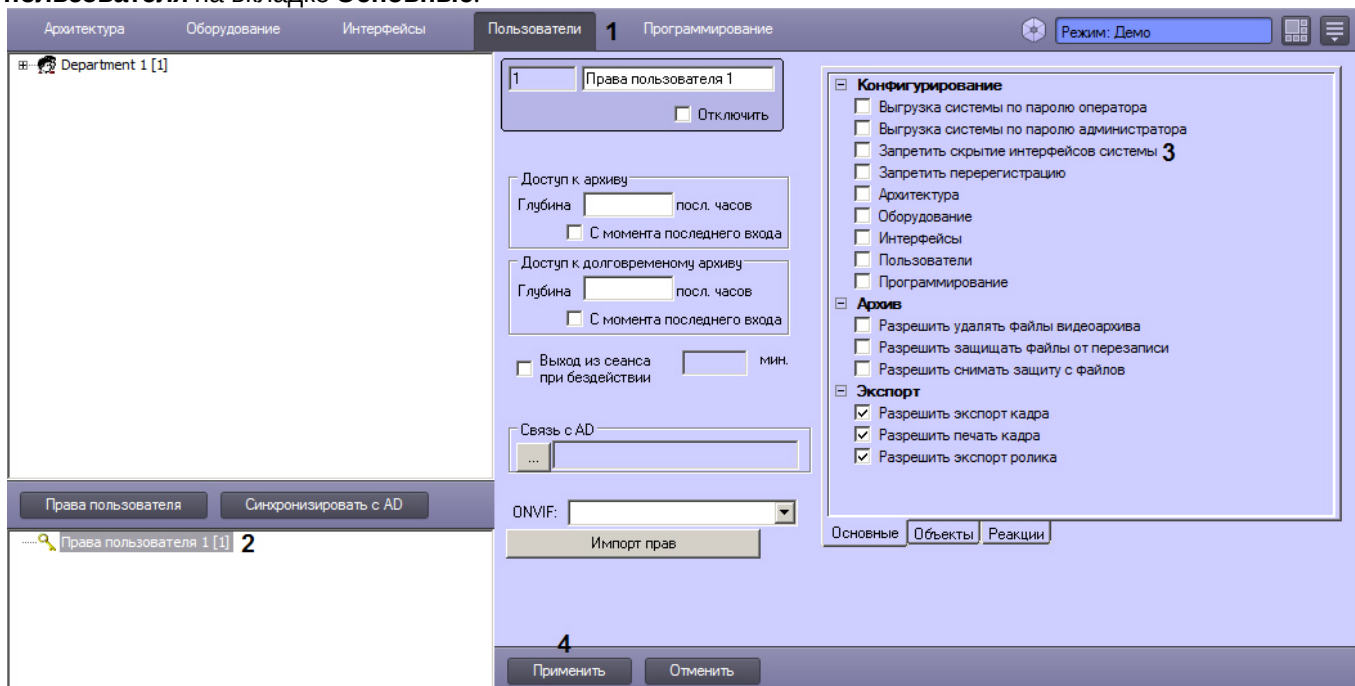 пользователя на вкладке Основные.
Архитектура Оборудование Интерфейсы Пользователи 1 Программирование Режим: Демо
Department 1 [1]
1 Права пользователя 1
Отключить
Доступ к архиву
Глубина посл. часов
С момента последнего входа
Доступ к долговременому архиву
Глубина посл. часов
С момента последнего входа
Выход из сеанса мин.
при бездействии
Связь с AD
...
ONVIF:
Импорт прав
Конфигурирование
Выгрузка системы по паролю оператора
Выгрузка системы по паролю администратора
Запретить скрытие интерфейсов системы 3
Запретить перерегистрацию
Архитектура
Оборудование
Интерфейсы
Пользователи
Программирование
Архив
Разрешить удалять файлы видеоархива
Разрешить защищать файлы от перезаписи
Разрешить снимать защиту с файлов
Экспорт
Разрешить экспорт кадра
Разрешить печать кадра
Разрешить экспорт ролика
Основные Объекты Реакции
Права пользователя Синхронизировать с AD
Права пользователя 1 [1] 2
4
Применить Отменить